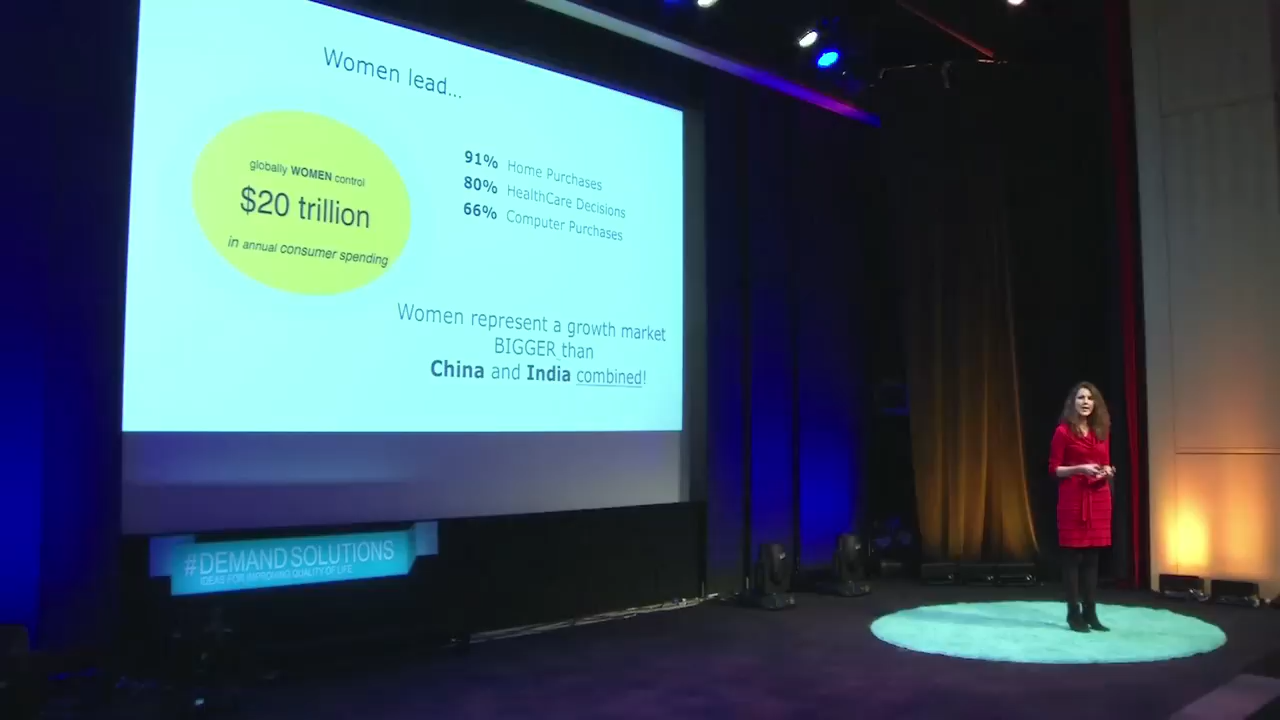 Women lead...
globally WOMEN control
$20 trillion
in annual consumer spending
91% Home Purchases
80% HealthCare Decisions
66% Computer Purchases
Women represent a growth market
BIGGER than
China and India combined!
#DEMAND SOLUTIONS
IDEAS FOR IMPROVING QUALITY OF LIFE